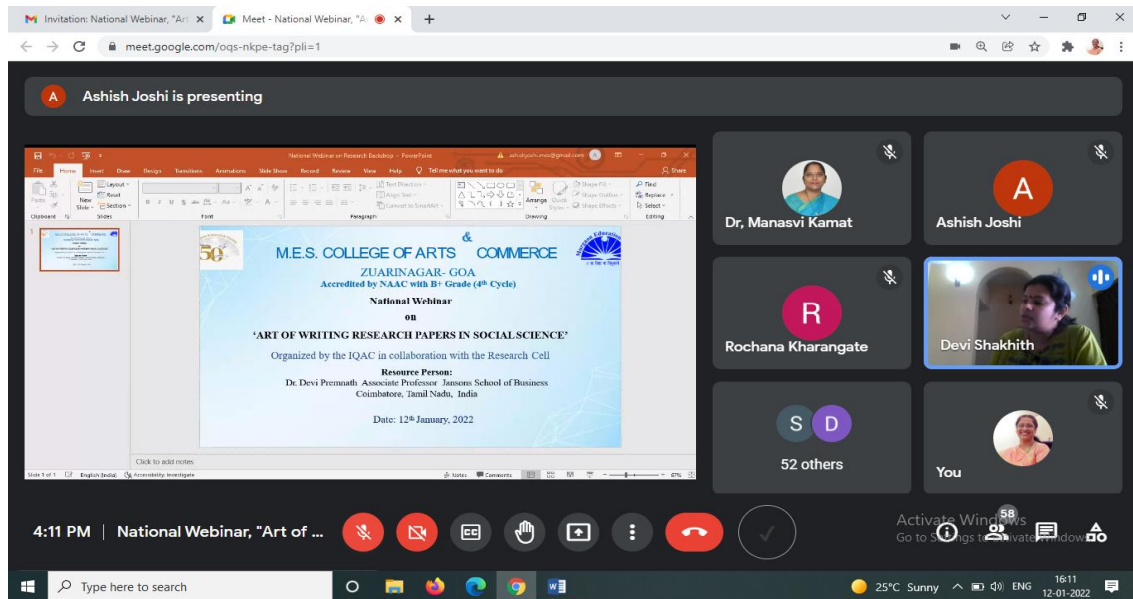 Invitation: National Webinar, "Art
Meet - National Webinar, "A
meet.google.com/oqs-nkpe-tag?pli=1
A Ashish Joshi is presenting
National Webinar on Research Backdrop - PowerPoint
File Home Insert Draw Design Transitions Animations Slide Show Record Review View Help Tell me what you want to do Share
Paste New Slide Layout Reset Section
Text Direction Align Text Convert to SmartArt
Arrange Quick Styles Shape Fill Shape Outline Shape Effects
Find Replace Select
Clipboard Slides Font Paragraph Drawing Editing
1
50
&
M.E.S. COLLEGE OF ARTS COMMERCE
ZUARINAGAR- GOA
Accredited by NAAC with B+ Grade (4th Cycle)
National Webinar
on
‘ART OF WRITING RESEARCH PAPERS IN SOCIAL SCIENCE’
Organized by the IQAC in collaboration with the Research Cell
Resource Person:
Dr. Devi Premnath Associate Professor Jansons School of Business
Coimbatore, Tamil Nadu, India
Date: 12th January, 2022
Click to add notes
Slide 1 of 1 English (India) Accessibility: Investigate Notes Comments 67%
Dr, Manasvi Kamat
A
Ashish Joshi
R
Rochana Kharangate
Devi Shakhith
S D
52 others
You
4:11 PM | National Webinar, "Art of ...
CC
58
Activate Windows
Go to Settings to activate Windows.
Type here to search
25°C Sunny ENG
16:11
12-01-2022